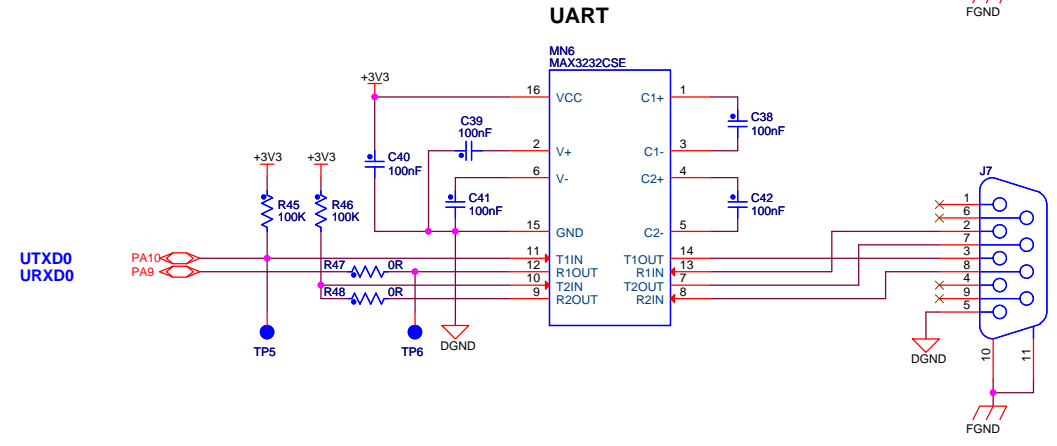 FGND
UART
MN6
MAX3232CSE
+3V3
16 VCC C1+ 1
C39
100nF
C38
100nF
+3V3 +3V3
C40
100nF
2 V+ C1- 3
6 V- C2+ 4
J7
R45
100K
R46
100K
C41
100nF
C42
100nF
1
6
15 GND C2- 5
2
7
UTXD0 PA10 11 T1IN T1OUT 14 3
URXD0 PA9 R47 0R 12 R1OUT R1IN 13 8
10 T2IN T2OUT 7 4
R48 0R 9 R2OUT R2IN 8 9
5
TP5 TP6 DGND
DGND
10 11
FGND